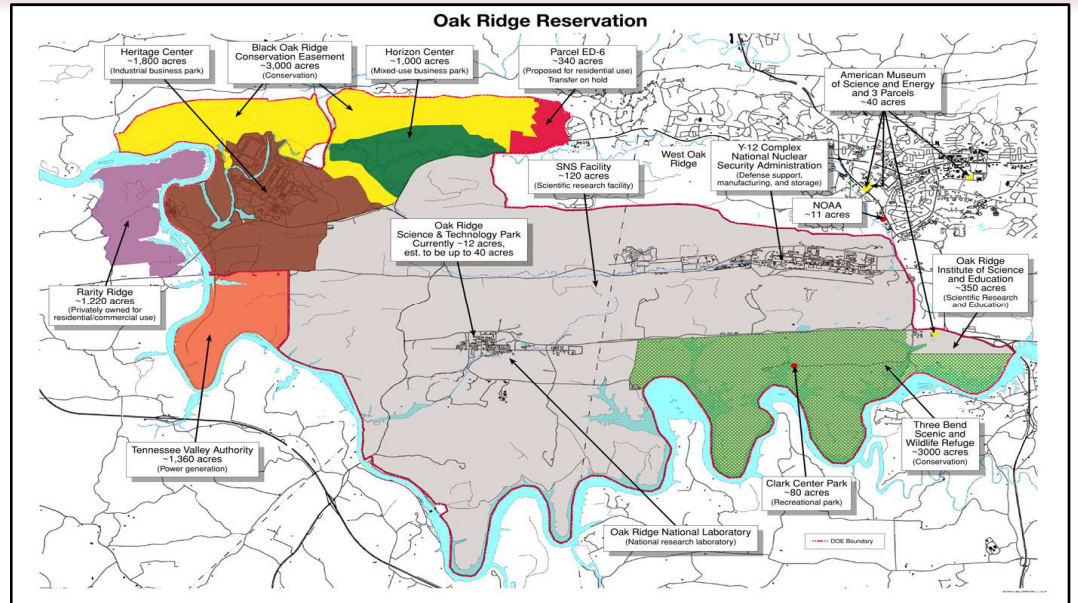 Oak Ridge Reservation
Heritage Center
~1,800 acres
(Industrial business park)
Black Oak Ridge
Conservation Easement
~3,000 acres
(Conservation)
Horizon Center
~1,000 acres
(Mixed-use business park)
Parcel ED-6
~340 acres
(Proposed for residential use)
Transfer on hold
American Museum
of Science and Energy
and 3 Parcels
~40 acres
West Oak
Ridge
Y-12 Complex
National Nuclear
Security Administration
(Defense support,
manufacturing, and storage)
SNS Facility
~120 acres
(Scientific research facility)
NOAA
~11 acres
Oak Ridge
Science & Technology Park
Currently ~12 acres,
est. to be up to 40 acres
Oak Ridge
Institute of Science
and Education
~350 acres
(Scientific Research
and Education)
Rarity Ridge
~1,220 acres
(Privately owned for
residential/commercial use)
Tennessee Valley Authority
~1,360 acres
(Power generation)
Three Bend
Scenic and
Wildlife Refuge
~3000 acres
(Conservation)
Clark Center Park
~80 acres
(Recreational park)
Oak Ridge National Laboratory
(National research laboratory)
DOE Boundary